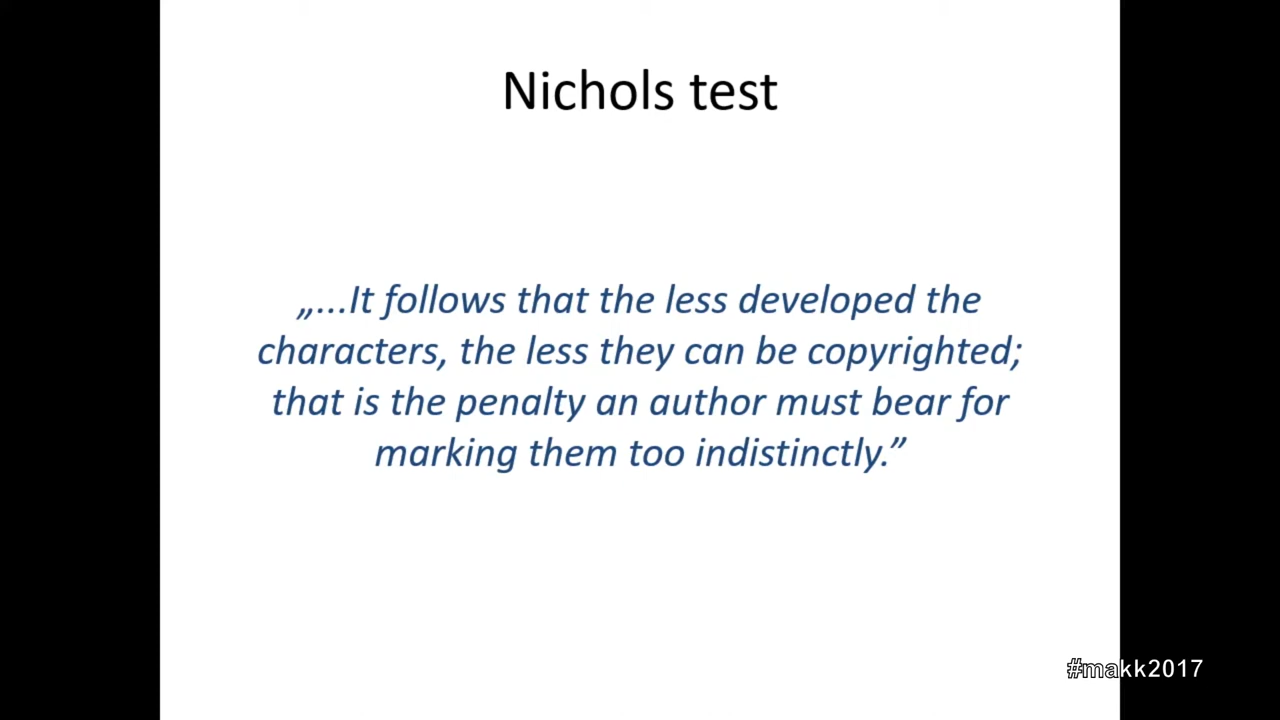 Nichols test
„...It follows that the less developed the
characters, the less they can be copyrighted;
that is the penalty an author must bear for
marking them too indistinctly.”
#makk2017